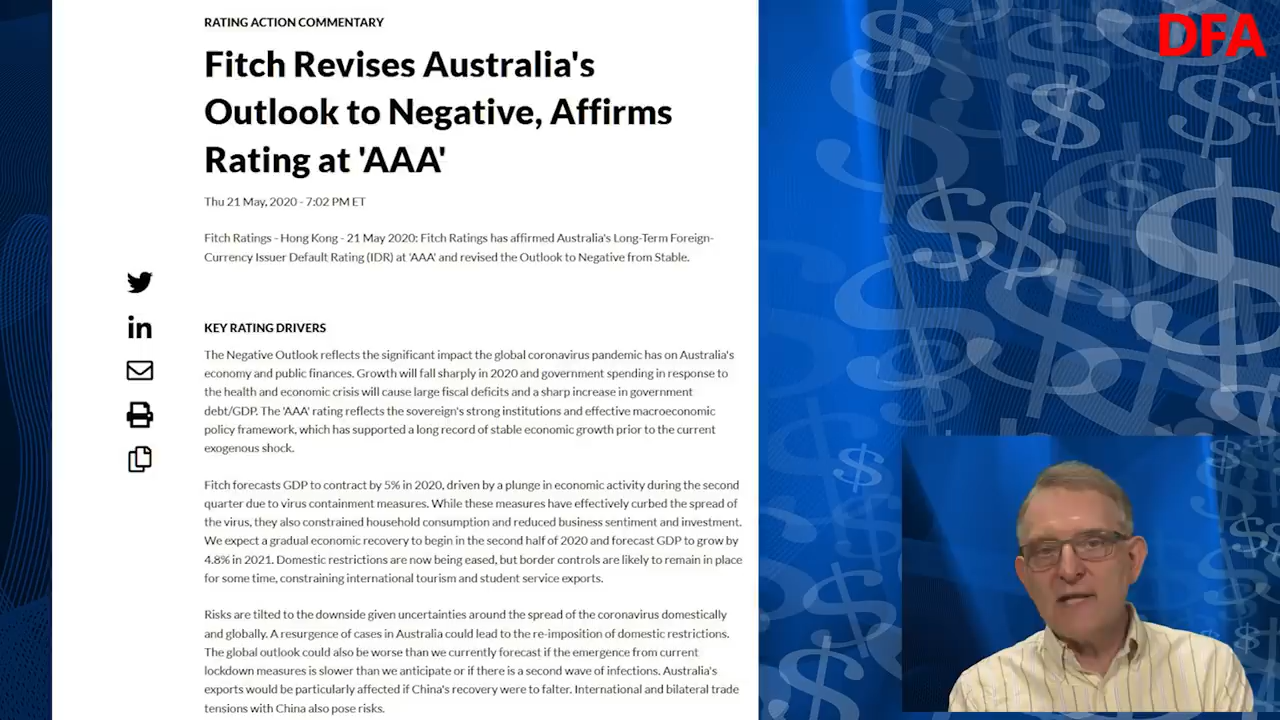 RATING ACTION COMMENTARY
DFA
Fitch Revises Australia's
Outlook to Negative, Affirms
Rating at 'AAA'
Thu 21 May, 2020 - 7:02 PM ET
Fitch Ratings - Hong Kong - 21 May 2020: Fitch Ratings has affirmed Australia's Long-Term Foreign-
Currency Issuer Default Rating (IDR) at 'AAA' and revised the Outlook to Negative from Stable.
KEY RATING DRIVERS
The Negative Outlook reflects the significant impact the global coronavirus pandemic has on Australia's
economy and public finances. Growth will fall sharply in 2020 and government spending in response to
the health and economic crisis will cause large fiscal deficits and a sharp increase in government
debt/GDP. The 'AAA' rating reflects the sovereign's strong institutions and effective macroeconomic
policy framework, which has supported a long record of stable economic growth prior to the current
exogenous shock.
Fitch forecasts GDP to contract by 5% in 2020, driven by a plunge in economic activity during the second
quarter due to virus containment measures. While these measures have effectively curbed the spread of
the virus, they also constrained household consumption and reduced business sentiment and investment.
We expect a gradual economic recovery to begin in the second half of 2020 and forecast GDP to grow by
4.8% in 2021. Domestic restrictions are now being eased, but border controls are likely to remain in place
for some time, constraining international tourism and student service exports.
Risks are tilted to the downside given uncertainties around the spread of the coronavirus domestically
and globally. A resurgence of cases in Australia could lead to the re-imposition of domestic restrictions.
The global outlook could also be worse than we currently forecast if the emergence from current
lockdown measures is slower than we anticipate or if there is a second wave of infections. Australia's
exports would be particularly affected if China's recovery were to falter. International and bilateral trade
tensions with China also pose risks.